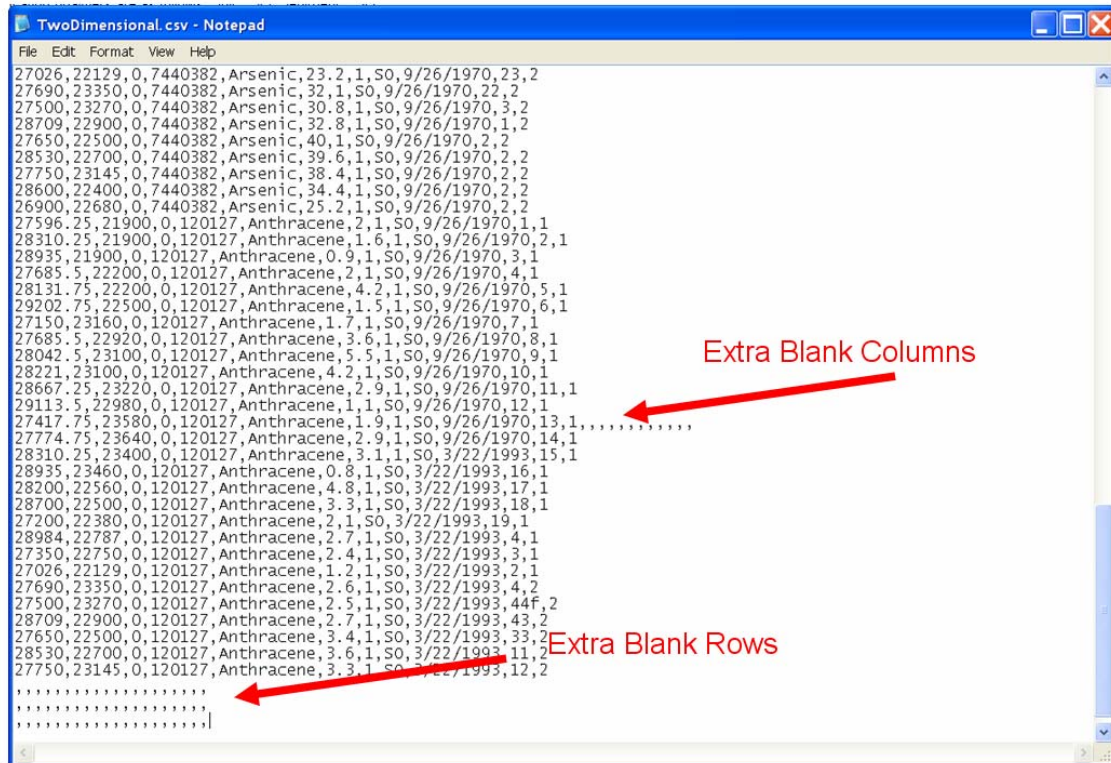 TwoDimensional.csv - Notepad
File Edit Format View Help
27026,22129,0,7440382,Arsenic,23.2,1,SO,9/26/1970,23,2
27690,23350,0,7440382,Arsenic,32,1,SO,9/26/1970,22,2
27500,23270,0,7440382,Arsenic,30.8,1,SO,9/26/1970,3,2
28709,22900,0,7440382,Arsenic,32.8,1,SO,9/26/1970,1,2
27650,22500,0,7440382,Arsenic,40,1,SO,9/26/1970,2,2
28530,22700,0,7440382,Arsenic,39.6,1,SO,9/26/1970,2,2
27750,23145,0,7440382,Arsenic,38.4,1,SO,9/26/1970,2,2
28600,22400,0,7440382,Arsenic,34.4,1,SO,9/26/1970,2,2
26900,22680,0,7440382,Arsenic,25.2,1,SO,9/26/1970,2,2
27596.25,21900,0,120127,Anthracene,2,1,SO,9/26/1970,1,1
28310.25,21900,0,120127,Anthracene,1.6,1,SO,9/26/1970,2,1
28935,21900,0,120127,Anthracene,0.9,1,SO,9/26/1970,3,1
27685.5,22200,0,120127,Anthracene,2,1,SO,9/26/1970,4,1
28131.75,22200,0,120127,Anthracene,4.2,1,SO,9/26/1970,5,1
29202.75,22500,0,120127,Anthracene,1.5,1,SO,9/26/1970,6,1
27150,23160,0,120127,Anthracene,1.7,1,SO,9/26/1970,7,1
27685.5,22920,0,120127,Anthracene,3.6,1,SO,9/26/1970,8,1
28042.5,23100,0,120127,Anthracene,5.5,1,SO,9/26/1970,9,1
28221,23100,0,120127,Anthracene,4.2,1,SO,9/26/1970,10,1
Extra Blank Columns
28667.25,23220,0,120127,Anthracene,2.9,1,SO,9/26/1970,11,1
29113.5,22980,0,120127,Anthracene,1,1,SO,9/26/1970,12,1
27417.75,23580,0,120127,Anthracene,1.9,1,SO,9/26/1970,13,1,,,,,,,,,,,,
27774.75,23640,0,120127,Anthracene,2.9,1,SO,9/26/1970,14,1
28310.25,23400,0,120127,Anthracene,3.1,1,SO,3/22/1993,15,1
28935,23460,0,120127,Anthracene,0.8,1,SO,3/22/1993,16,1
28200,22560,0,120127,Anthracene,4.8,1,SO,3/22/1993,17,1
28700,22500,0,120127,Anthracene,3.3,1,SO,3/22/1993,18,1
27200,22380,0,120127,Anthracene,2,1,SO,3/22/1993,19,1
28984,22787,0,120127,Anthracene,2.7,1,SO,3/22/1993,4,1
27350,22750,0,120127,Anthracene,2.4,1,SO,3/22/1993,3,1
27026,22129,0,120127,Anthracene,1.2,1,SO,3/22/1993,2,1
27690,23350,0,120127,Anthracene,2.6,1,SO,3/22/1993,4,2
27500,23270,0,120127,Anthracene,2.5,1,SO,3/22/1993,44f,2
28709,22900,0,120127,Anthracene,2.7,1,SO,3/22/1993,43,2
27650,22500,0,120127,Anthracene,3.4,1,SO,3/22/1993,33,2
Extra Blank Rows
28530,22700,0,120127,Anthracene,3.6,1,SO,3/22/1993,11,2
27750,23145,0,120127,Anthracene,3.3,1,SO,3/22/1993,12,2
,,,,,,,,,,,,,,,,,,,,
,,,,,,,,,,,,,,,,,,,,
,,,,,,,,,,,,,,,,,,,,